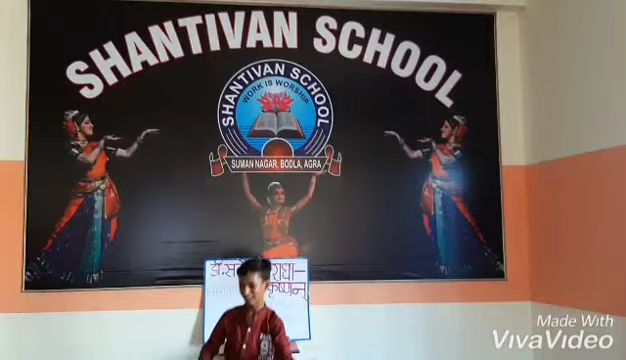 SHANTIVAN SCHOOL
SHANTIVAN SCHOOL
WORK IS WORSHIP
SUMAN NAGAR, BODLA, AGRA
डॉ. राधा-
कृष्णन्
Made With
VivaVideo